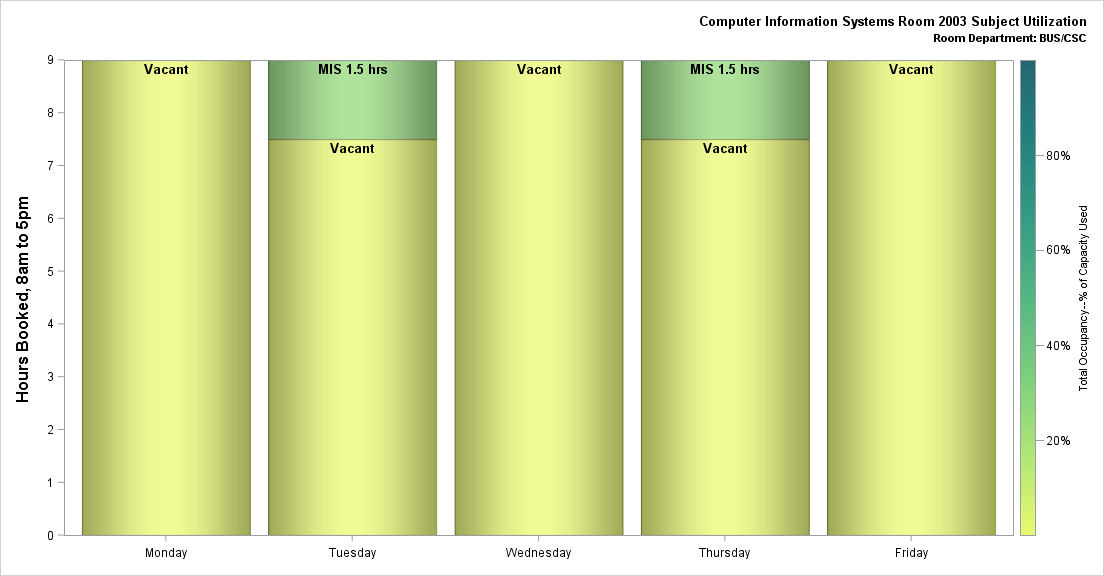 Computer Information Systems Room 2003 Subject Utilization
Room Department: BUS/CSC
Hours Booked, 8am to 5pm
9
8
7
6
5
4
3
2
1
0
Vacant
MIS 1.5 hrs
Vacant
Vacant
MIS 1.5 hrs
Vacant
Vacant
Monday
Tuesday
Wednesday
Thursday
Friday
80%
60%
40%
20%
Total Occupancy--% of Capacity Used